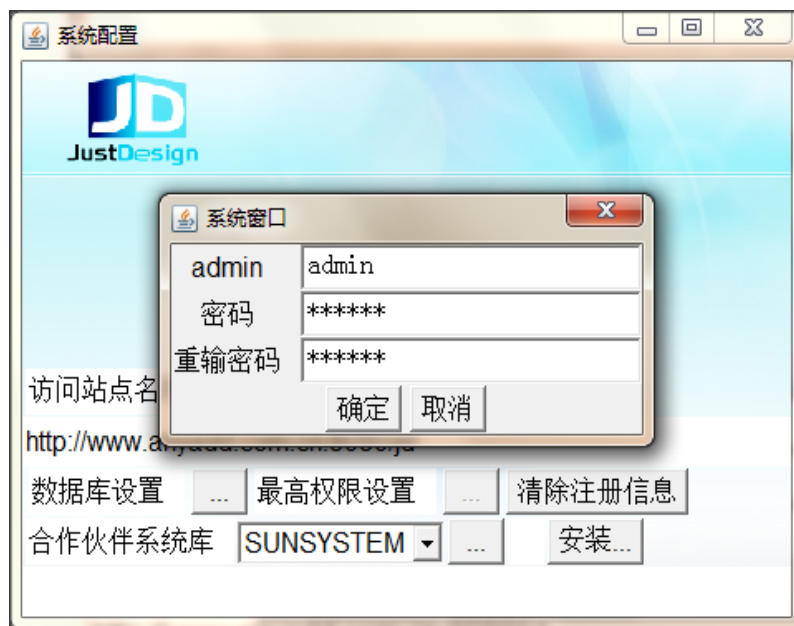 系统配置
JD
JustDesign
系统窗口
admin admin
密码 ******
重输密码 ******
确定 取消
访问站点名
http://www.a
数据库设置 ... 最高权限设置 ... 清除注册信息
合作伙伴系统库 SUNSYSTEM ... 安装...